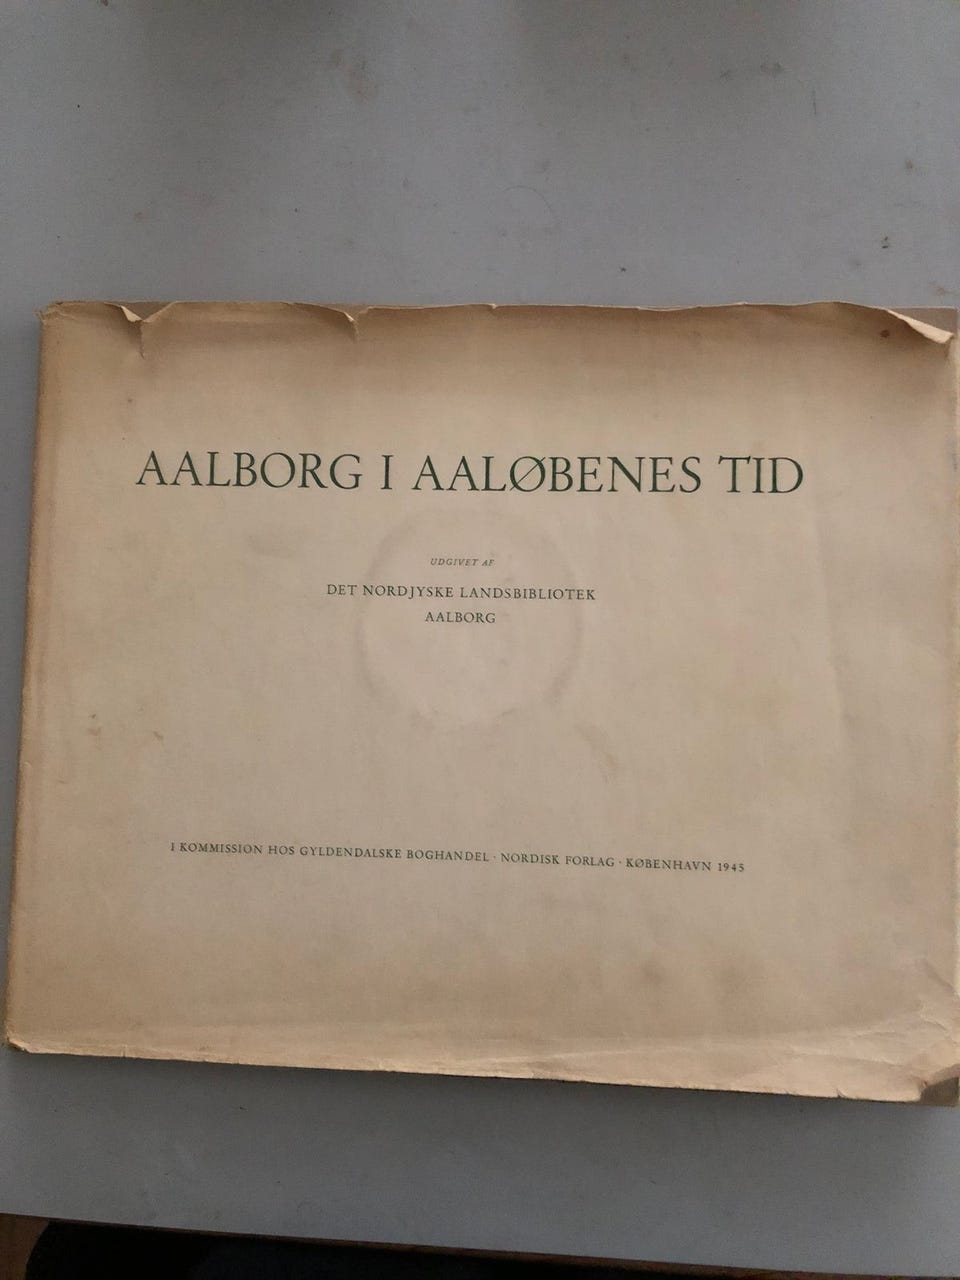 AALBORG I AALØBENES TID
UDGIVET AF
DET NORDJYSKE LANDSBIBLIOTEK
AALBORG
I KOMMISSION HOS GYLDENDALSKE BOGHANDEL · NORDISK FORLAG · KØBENHAVN 1945